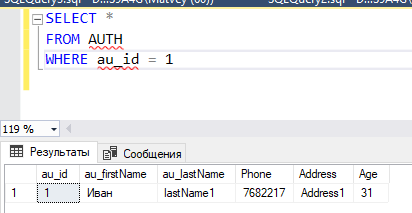 SELECT *
FROM AUTH
WHERE au_id = 1
119 %
Результаты Сообщения
au_id au_firstName au_lastName Phone Address Age
1 1 Иван lastName1 7682217 Address1 31